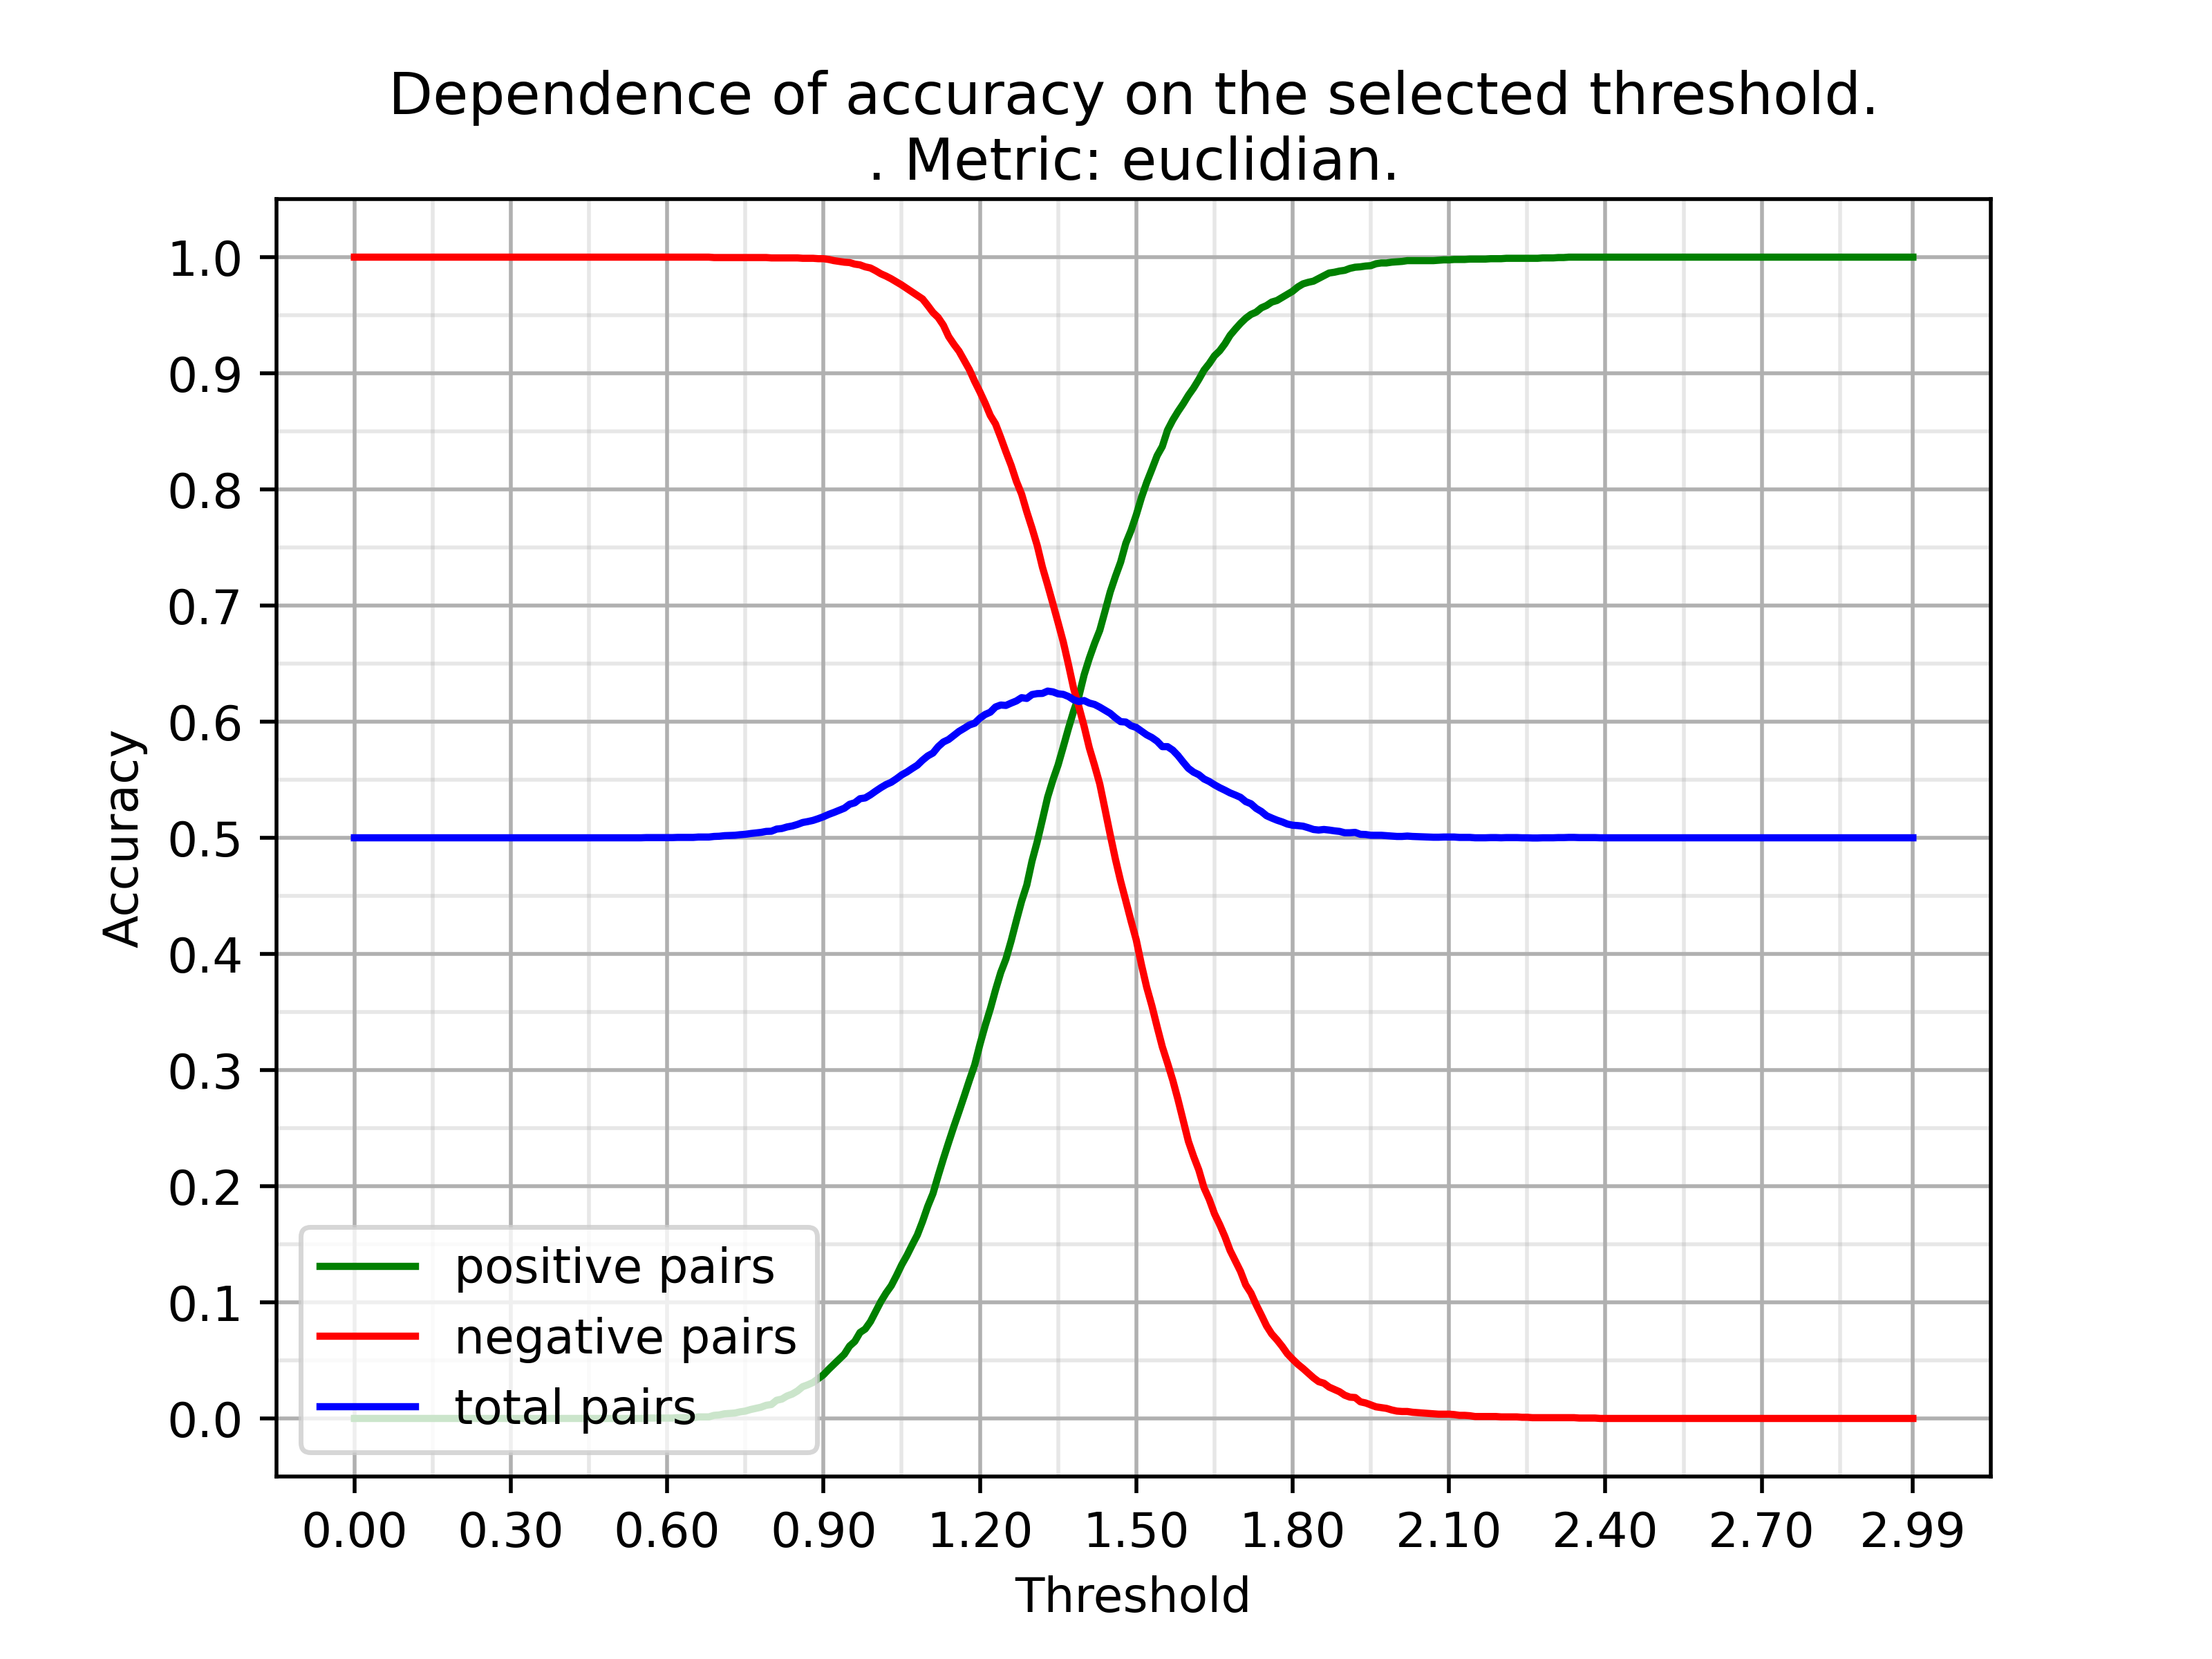 Dependence of accuracy on the selected threshold.
. Metric: euclidian.
1.0
0.9
0.8
0.7
0.6
0.5
0.4
0.3
0.2
0.1
0.0
Accuracy
positive pairs
negative pairs
total pairs
0.00 0.30 0.60 0.90 1.20 1.50 1.80 2.10 2.40 2.70 2.99
Threshold